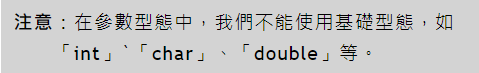 注意：在參數型態中，我們不能使用基礎型態，如
「int」`「char」、「double」等。